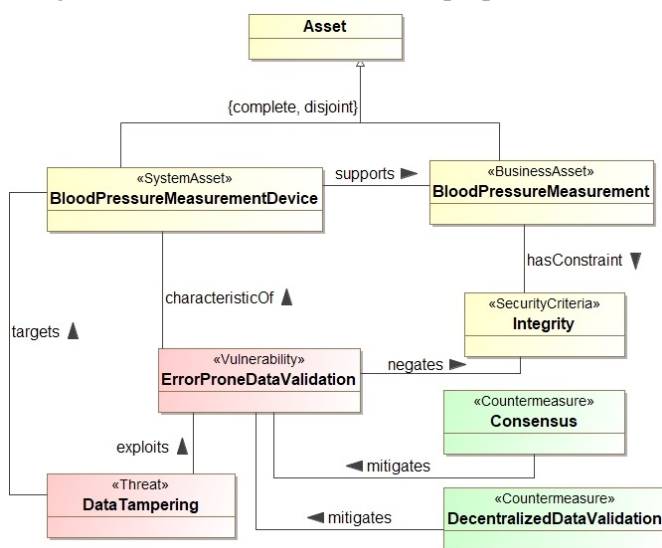 Asset
{complete, disjoint}
«SystemAsset»
BloodPressureMeasurementDevice
supports ►
«BusinessAsset»
BloodPressureMeasurement
hasConstraint ▼
characteristicOf ▲
«SecurityCriteria»
Integrity
targets ▲
«Vulnerability»
ErrorProneDataValidation
negates ►
«Countermeasure»
Consensus
exploits ▲
◄ mitigates
«Threat»
DataTampering
◄ mitigates
«Countermeasure»
DecentralizedDataValidation